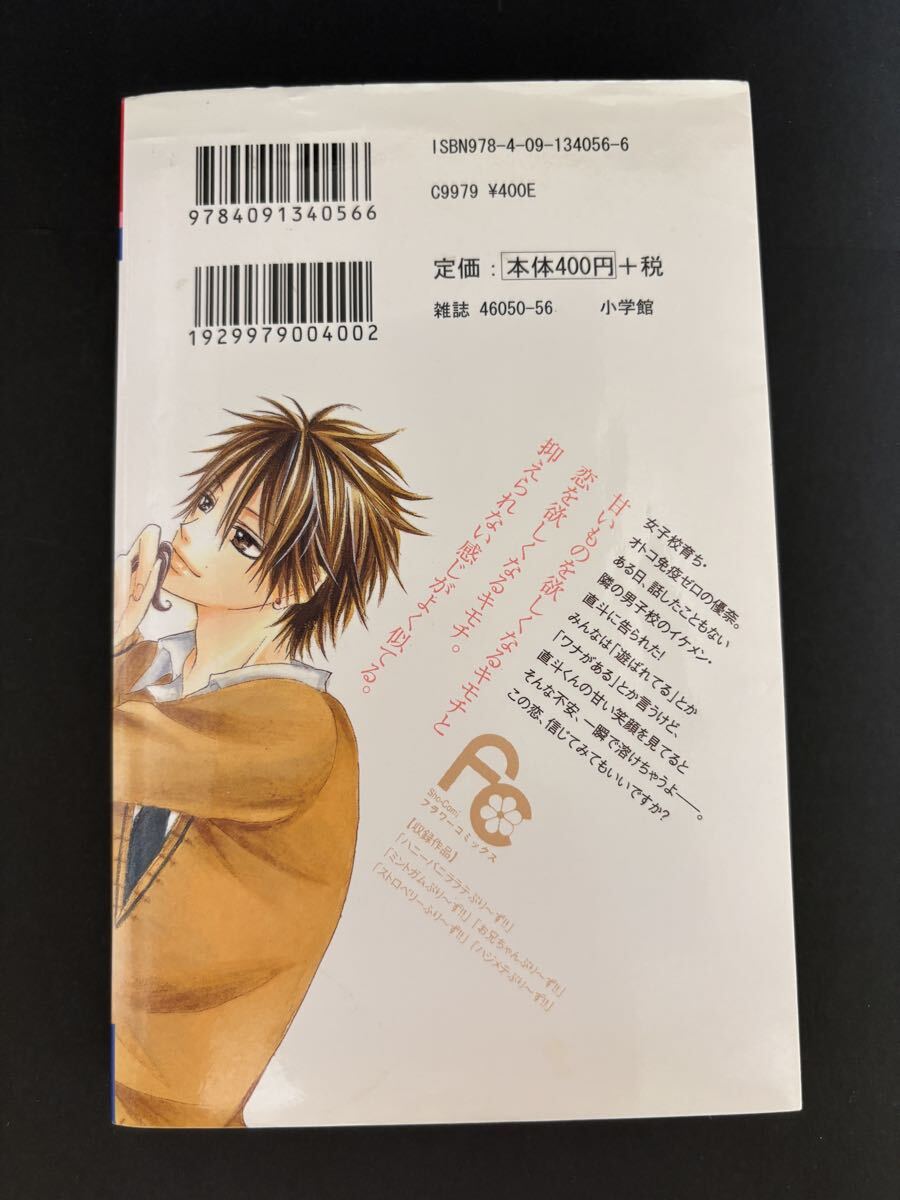 ISBN978-4-09-134056-6
9784091340566
C9979 ¥400E
定価：本体400円＋税
1929979004002
雑誌 46050-56 小学館
甘いものを欲しくなるキモチと
恋を欲しくなるキモチ。
抑えられない感じがよく似てる。
女子校育ち・
オトコ免疫ゼロの優奈。
ある日、話したこともない
隣の男子校のイケメン・
直斗に告られた!
みんなは「遊ばれてる」とか
「ワナがある」とか言うけど、
直斗くんの甘い笑顔を見てると
そんな不安、一瞬で溶けちゃうよ──。
この恋、信じてみてもいいですか?
FC
Sho-Comi
フラワーコミックス
【収録作品】
「ハニーバニララテぷり〜ず!!」
「ミントガムぷり〜ず!!」「お兄ちゃんぷり〜ず!!」
「ストロベリーぷり〜ず!!」「ハジメテぷり〜ず!!」